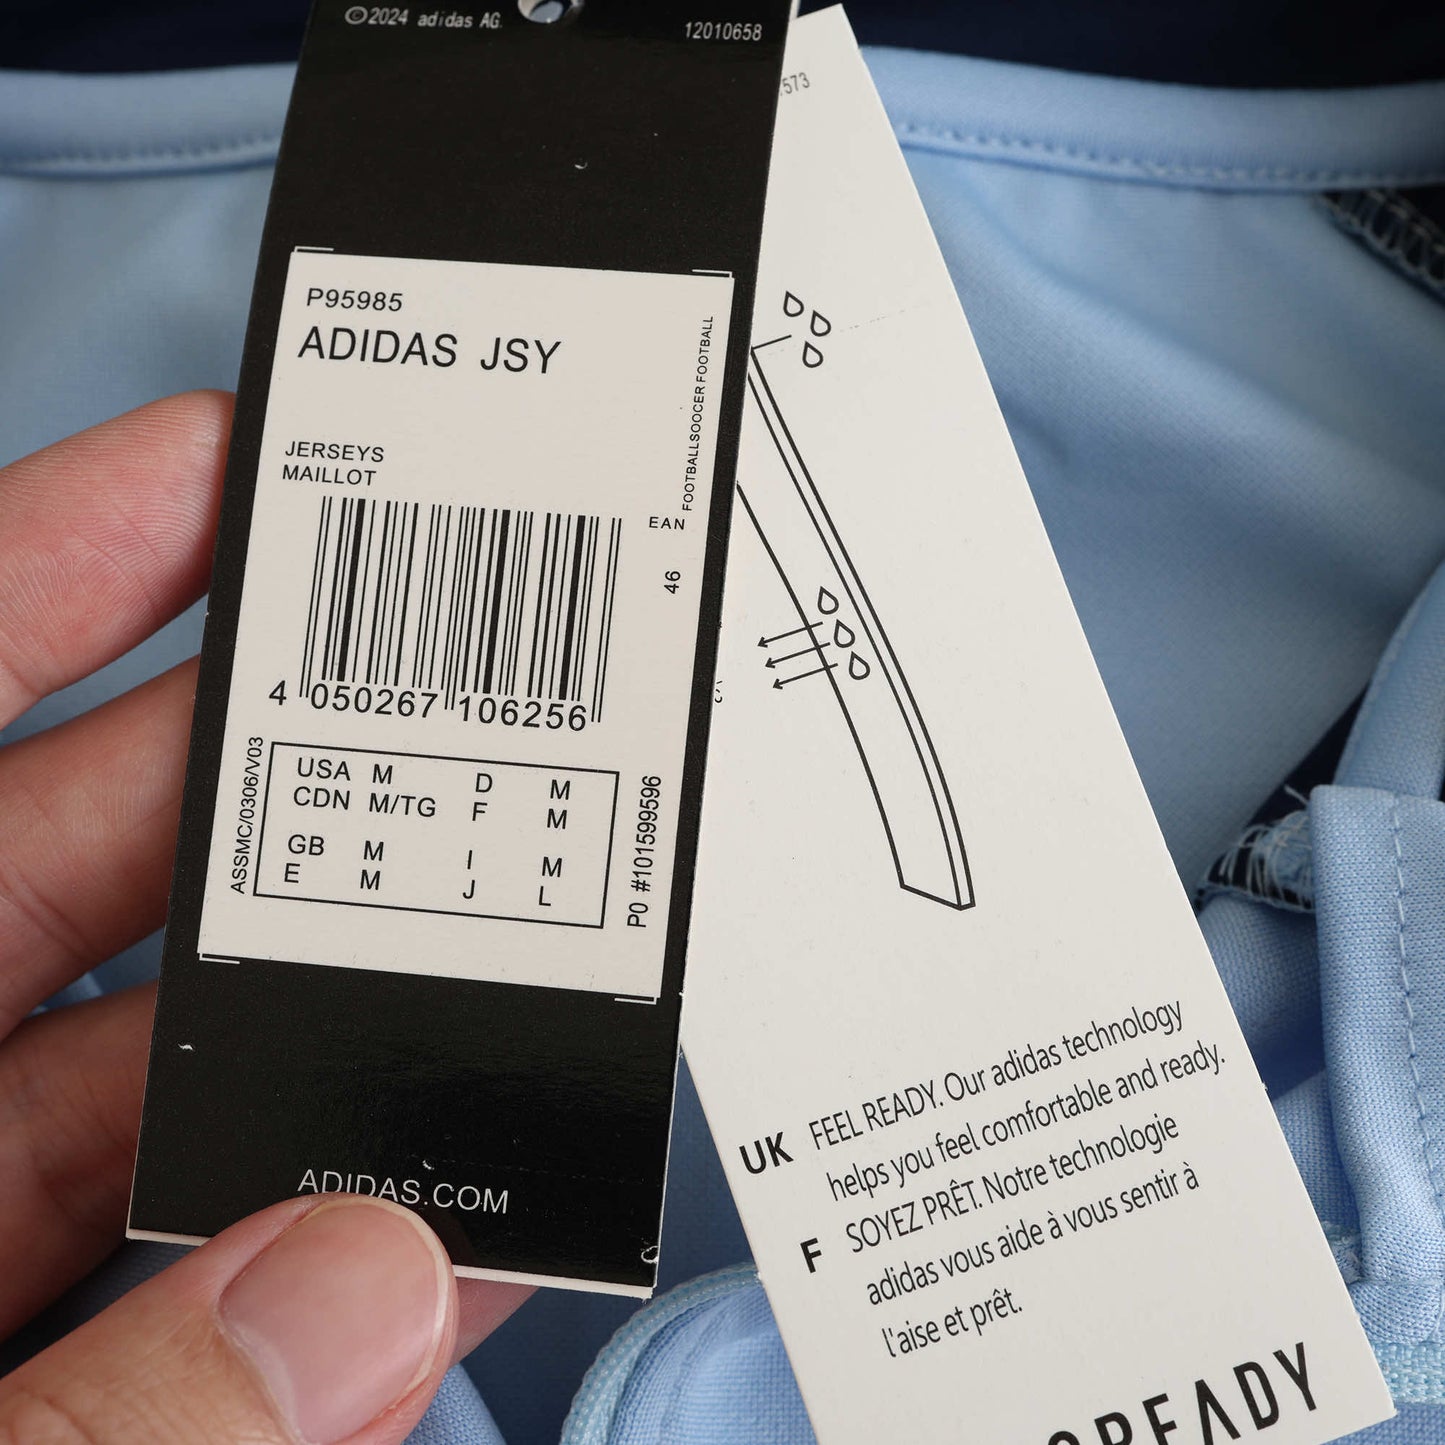 ©2024 adidas AG.
12010658
P95985
ADIDAS JSY
FOOTBALLSOCCER FOOTBALL
JERSEYS
MAILLOT
EAN
46
4 050267 106256
USA M D M
CDN M/TG F M
GB M I M
E M J L
ASSMC/0306/V03
PO #101599596
ADIDAS.COM
573
UK FEEL READY. Our adidas technology
helps you feel comfortable and ready.
F SOYEZ PRÊT. Notre technologie
adidas vous aide à vous sentir à
l'aise et prêt.
READY